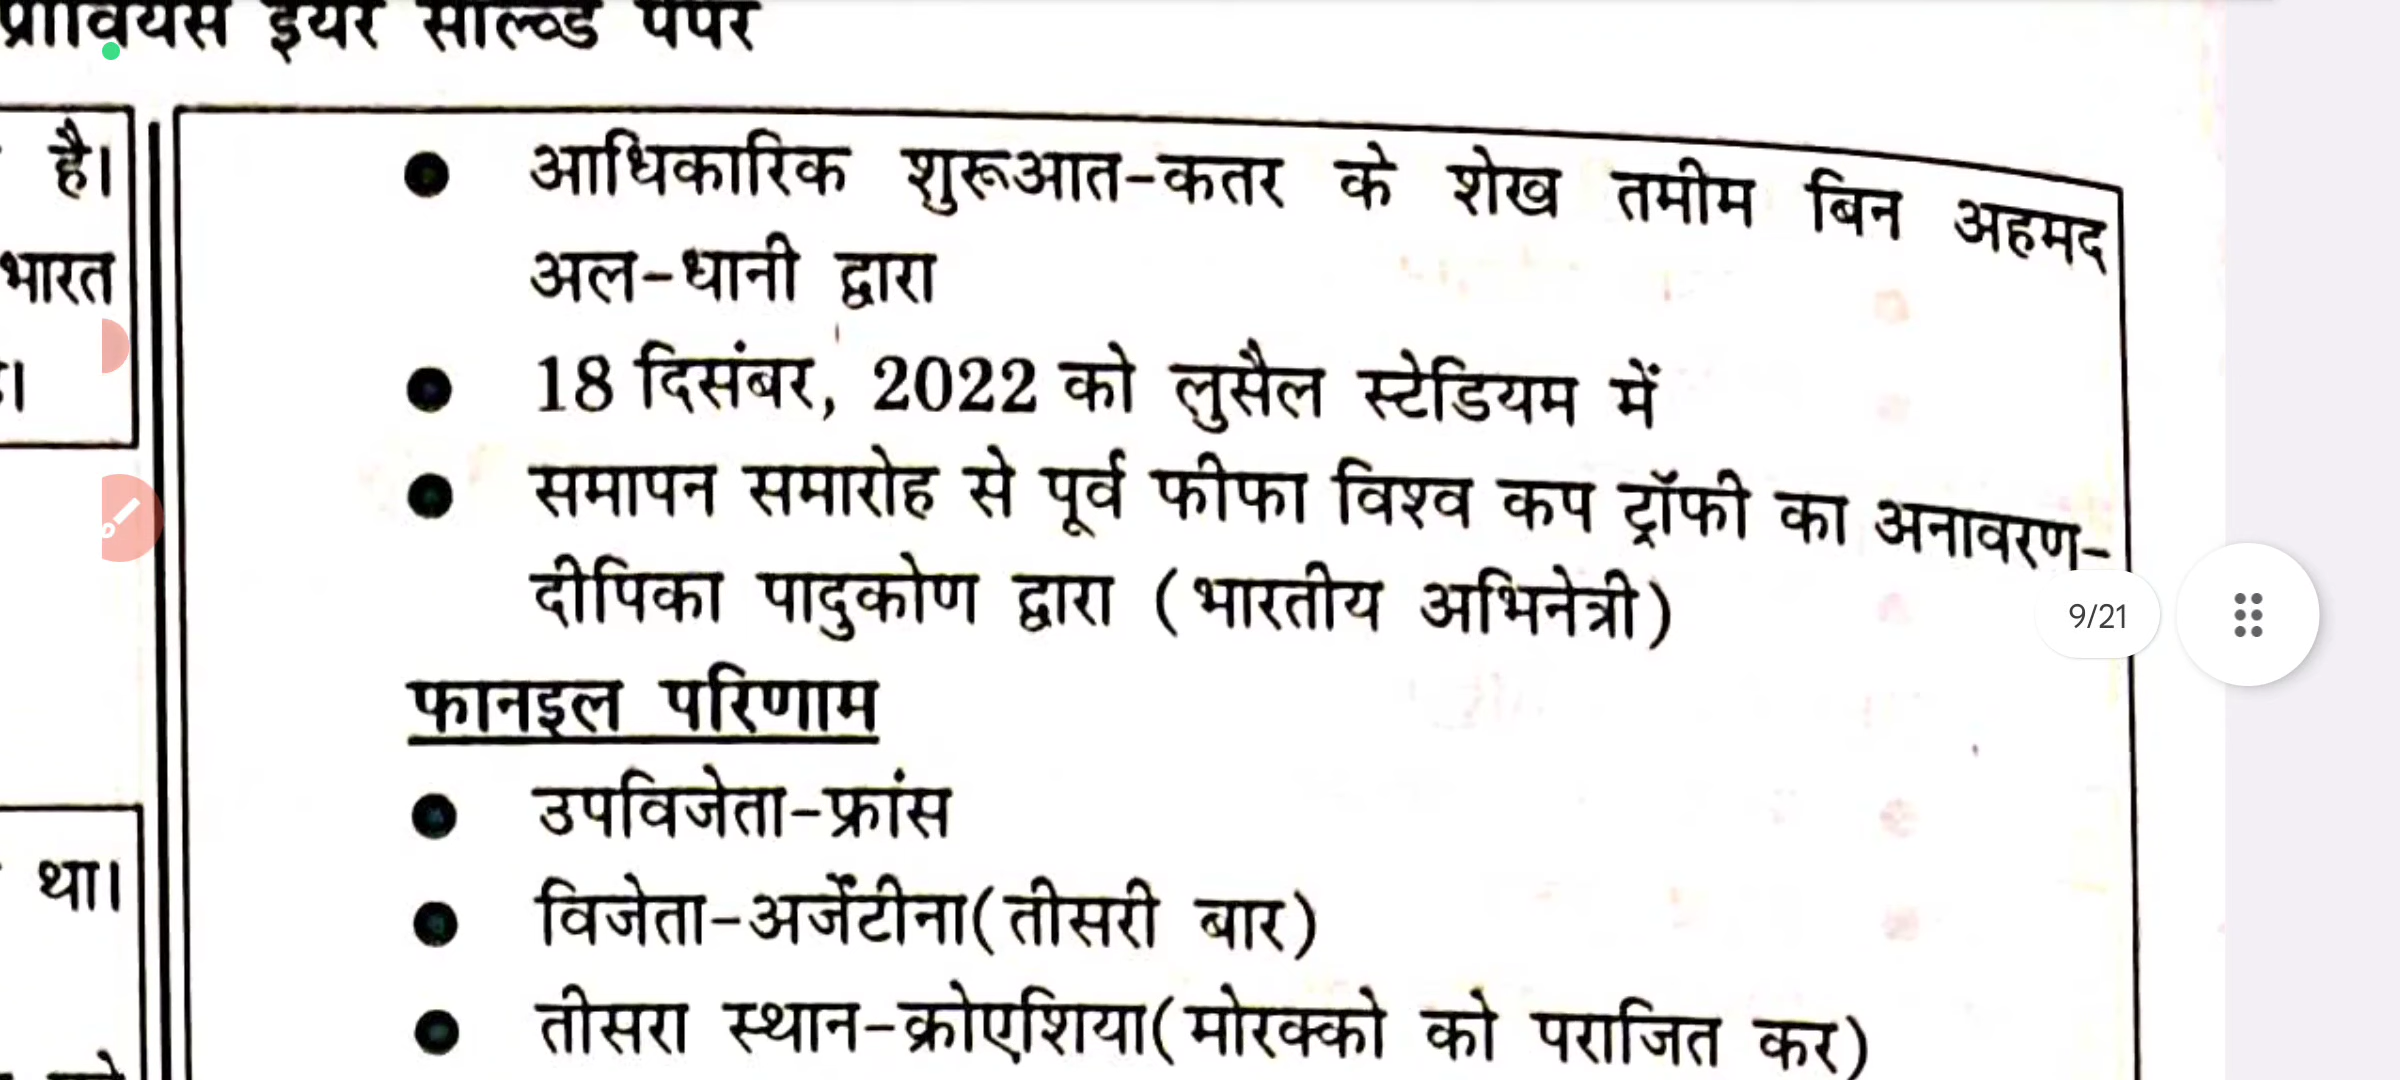 प्रीवियस इयर साल्व्ड पेपर
है।
भारत
था।
● आधिकारिक शुरूआत-कतर के शेख तमीम बिन अहमद
अल-धानी द्वारा
● 18 दिसंबर, 2022 को लुसैल स्टेडियम में
● समापन समारोह से पूर्व फीफा विश्व कप ट्रॉफी का अनावरण-
दीपिका पादुकोण द्वारा (भारतीय अभिनेत्री)
9/21
फानइल परिणाम
● उपविजेता-फ्रांस
● विजेता-अर्जेंटीना(तीसरी बार)
● तीसरा स्थान-क्रोएशिया(मोरक्को को पराजित कर)